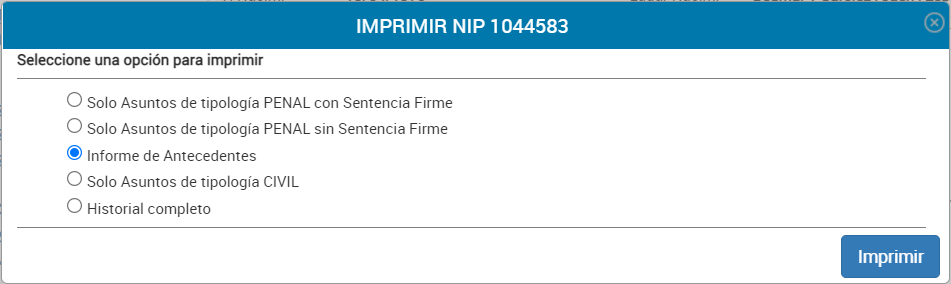 IMPRIMIR NIP 1044583
Seleccione una opción para imprimir
Solo Asuntos de tipología PENAL con Sentencia Firme
Solo Asuntos de tipología PENAL sin Sentencia Firme
Informe de Antecedentes
Solo Asuntos de tipología CIVIL
Historial completo
Imprimir